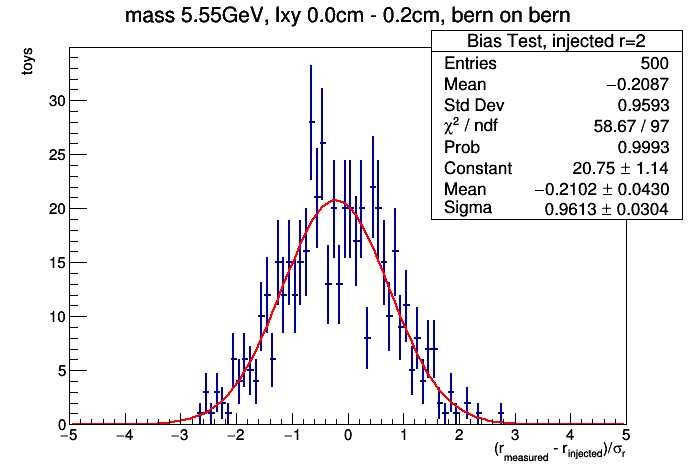 mass 5.55GeV, lxy 0.0cm - 0.2cm, bern on bern
Bias Test, injected r=2
Entries 500
Mean −0.2087
Std Dev 0.9593
χ² / ndf 58.67 / 97
Prob 0.9993
Constant 20.75 ± 1.14
Mean −0.2102 ± 0.0430
Sigma 0.9613 ± 0.0304
toys
30
25
20
15
10
5
0
−5 −4 −3 −2 −1 0 1 2 3 4 5
(r_measured - r_injected)/σ_r